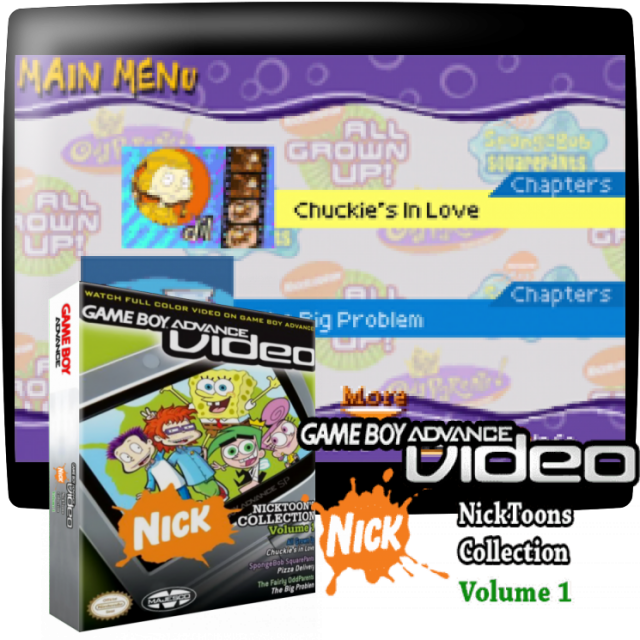 MAIN MENU
ALL GROWN UP!
SpongeBob SquarePants
Chapters
dil
Chuckie's In Love
ALL GROWN UP!
Chapters
Big Problem
WATCH FULL COLOR VIDEO ON GAME BOY ADVANCE
GAME BOY ADVANCE
Video
GAME BOY
ADVANCE
More
GAME BOY ADVANCE
Video
NICK
NICKTOONS
COLLECTION
Volume
Chuckie's in Love
SpongeBob SquarePants
Pizza Delivery
The Fairly OddParents
The Big Problem
MAJESCO
NICK
NickToons
Collection
Volume 1